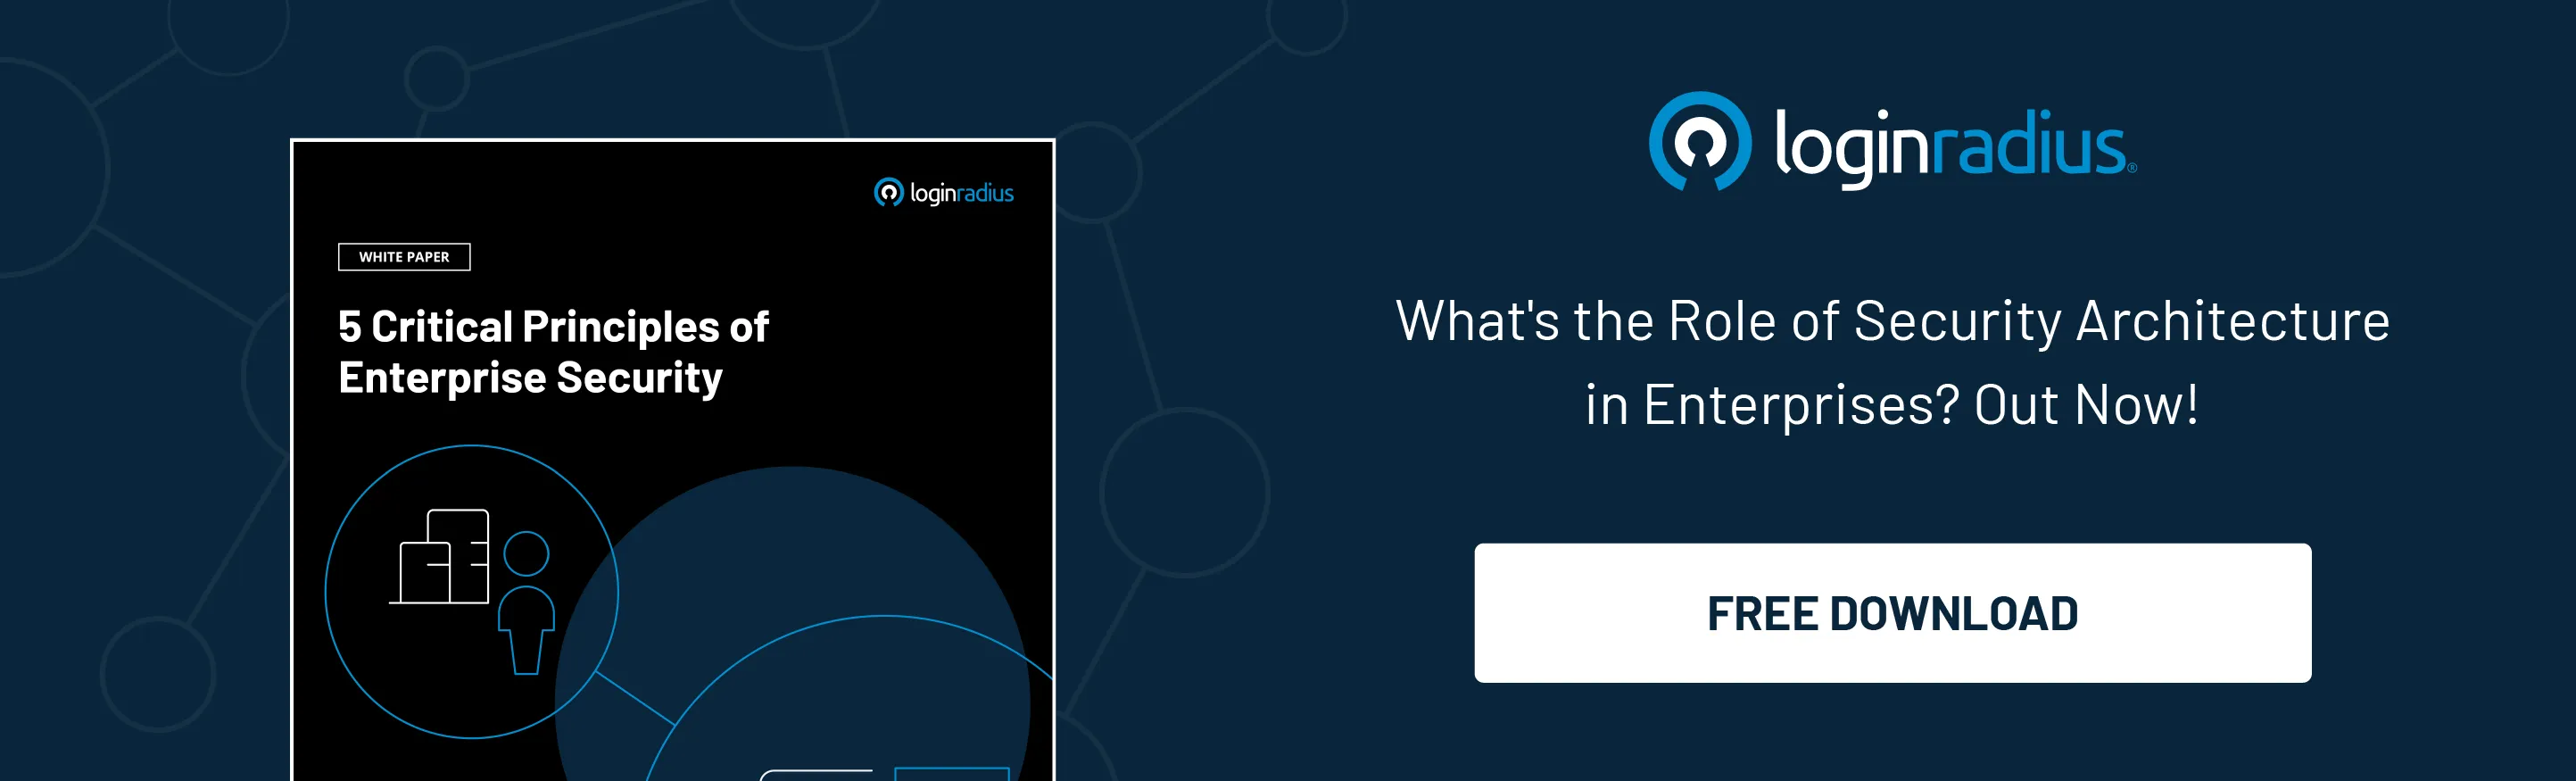 loginradius
WHITE PAPER
5 Critical Principles of
Enterprise Security
loginradius®
What's the Role of Security Architecture
in Enterprises? Out Now!
FREE DOWNLOAD